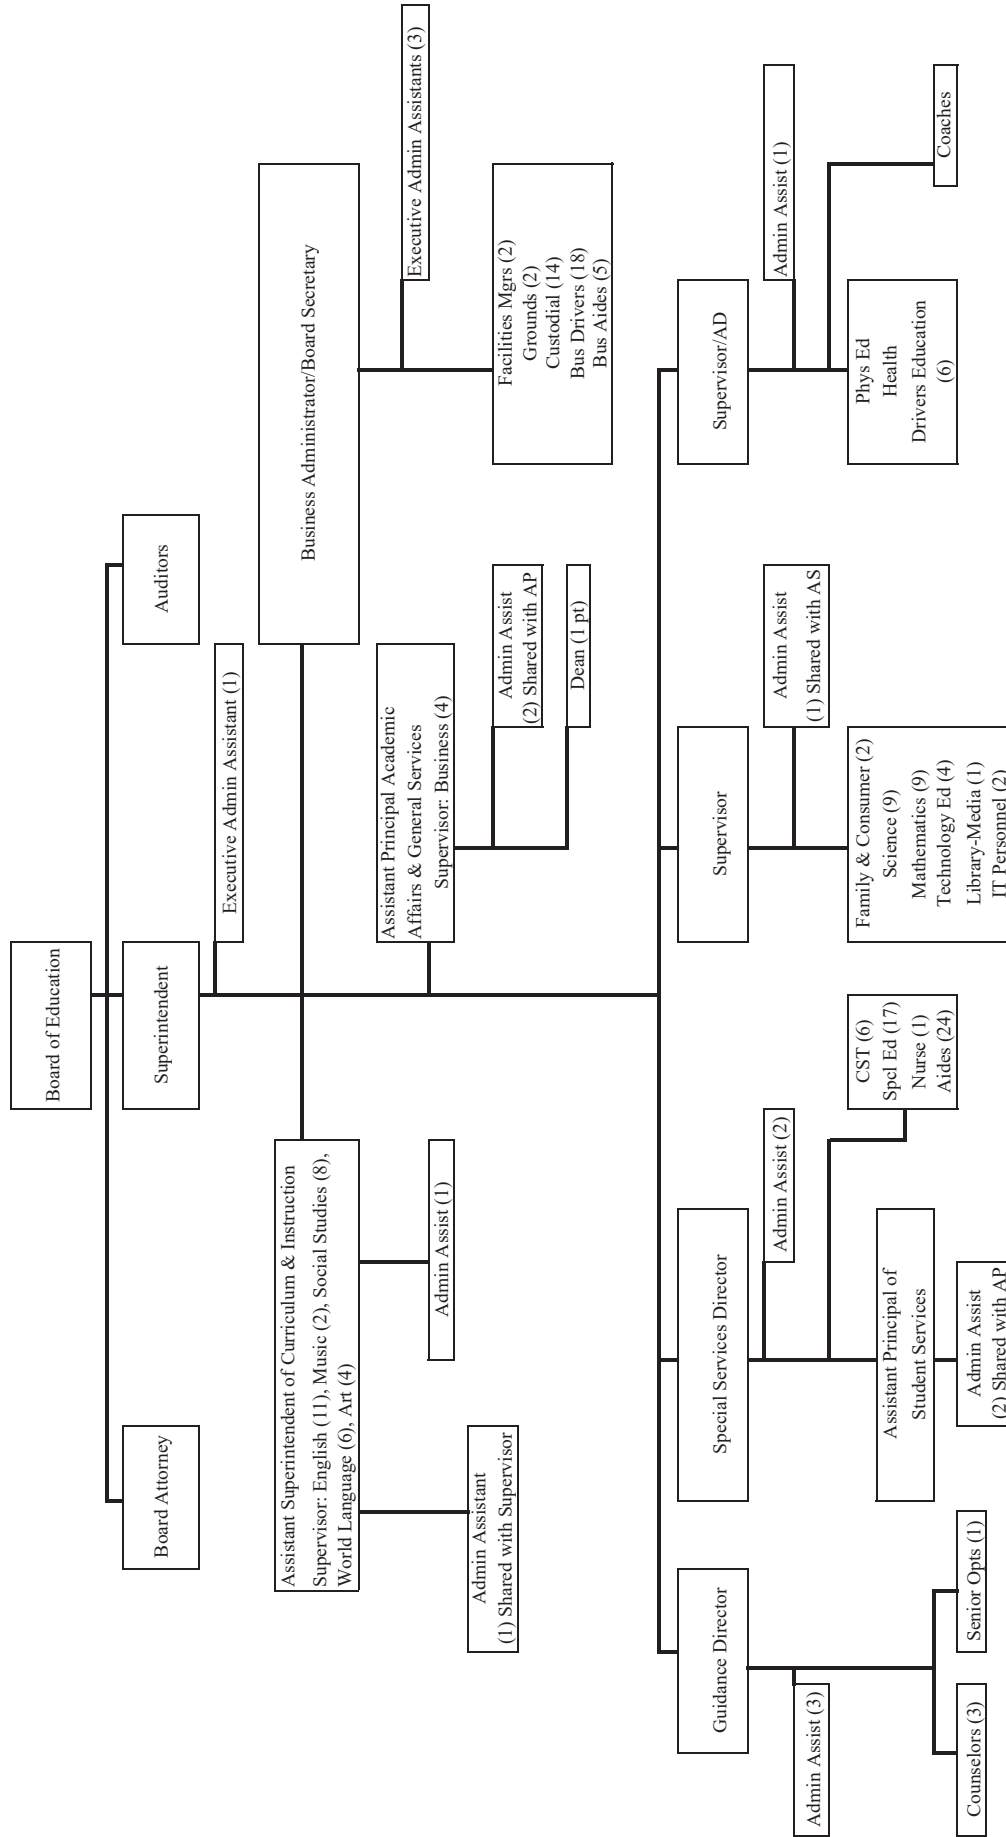 Board of Education
Board Attorney
Superintendent
Auditors
Executive Admin Assistant (1)
Assistant Superintendent of Curriculum & Instruction
Supervisor: English (11), Music (2), Social Studies (8),
World Language (6), Art (4)
Business Administrator/Board Secretary
Admin Assistant
(1) Shared with Supervisor
Admin Assist (1)
Assistant Principal Academic
Affairs & General Services
Supervisor: Business (4)
Executive Admin Assistants (3)
Admin Assist
(2) Shared with AP
Dean (1 pt)
Facilities Mgrs (2)
Grounds (2)
Custodial (14)
Bus Drivers (18)
Bus Aides (5)
Guidance Director
Special Services Director
Supervisor
Supervisor/AD
Admin Assist (3)
Admin Assist (2)
Admin Assist
(1) Shared with AS
Admin Assist (1)
Assistant Principal of
Student Services
CST (6)
Spcl Ed (17)
Nurse (1)
Aides (24)
Family & Consumer (2)
Science (9)
Mathematics (9)
Technology Ed (4)
Library-Media (1)
IT Personnel (2)
Phys Ed
Health
Drivers Education
(6)
Coaches
Counselors (3)
Senior Opts (1)
Admin Assist
(2) Shared with AP